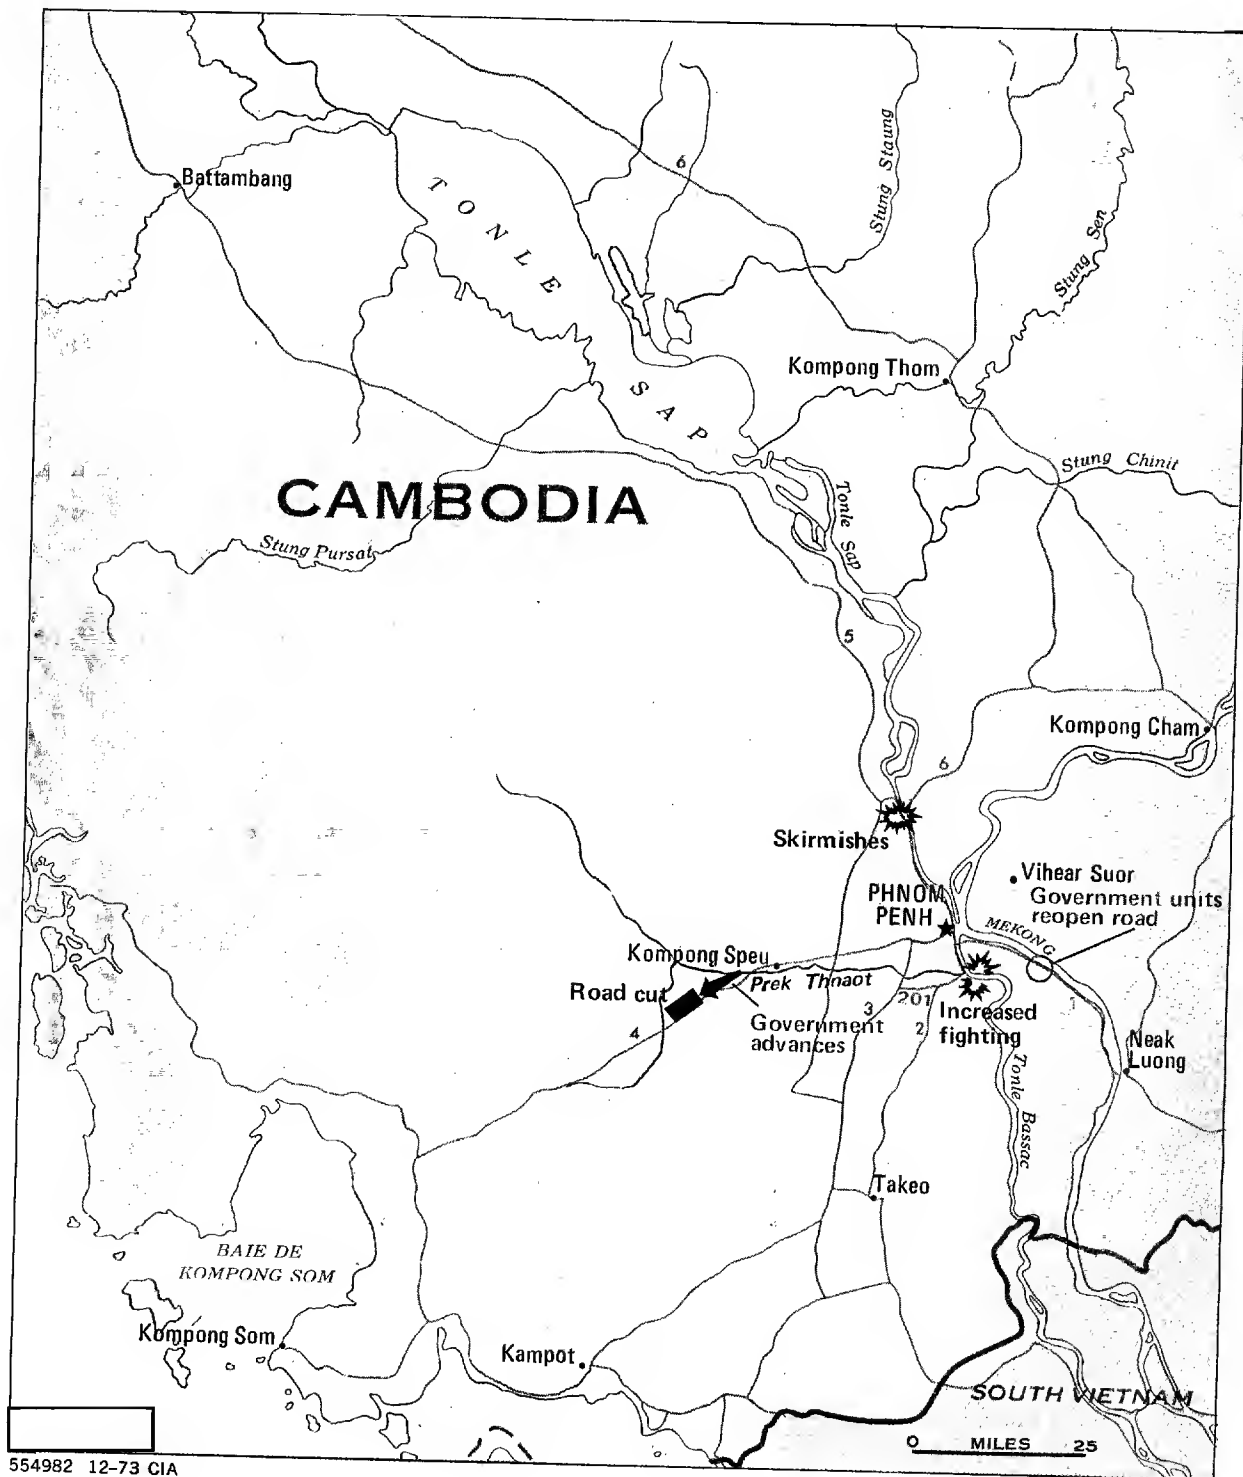 Battambang
TONLE SAP
6
Stung Staung
Stung Sen
Kompong Thom
Stung Chinit
CAMBODIA
Stung Pursat
Tonle Sap
5
Kompong Cham
6
Skirmishes
Vihear Suor
Government units
reopen road
PHNOM
PENH
MEKONG
Kompong Speu
Prek Thnaot
Road cut
Government
advances
4
3
201
2
1
Increased
fighting
Neak
Luong
Tonle Bassac
Takeo
BAIE DE
KOMPONG SOM
Kompong Som
Kampot
SOUTH VIETNAM
0 MILES 25
554982 12-73 CIA